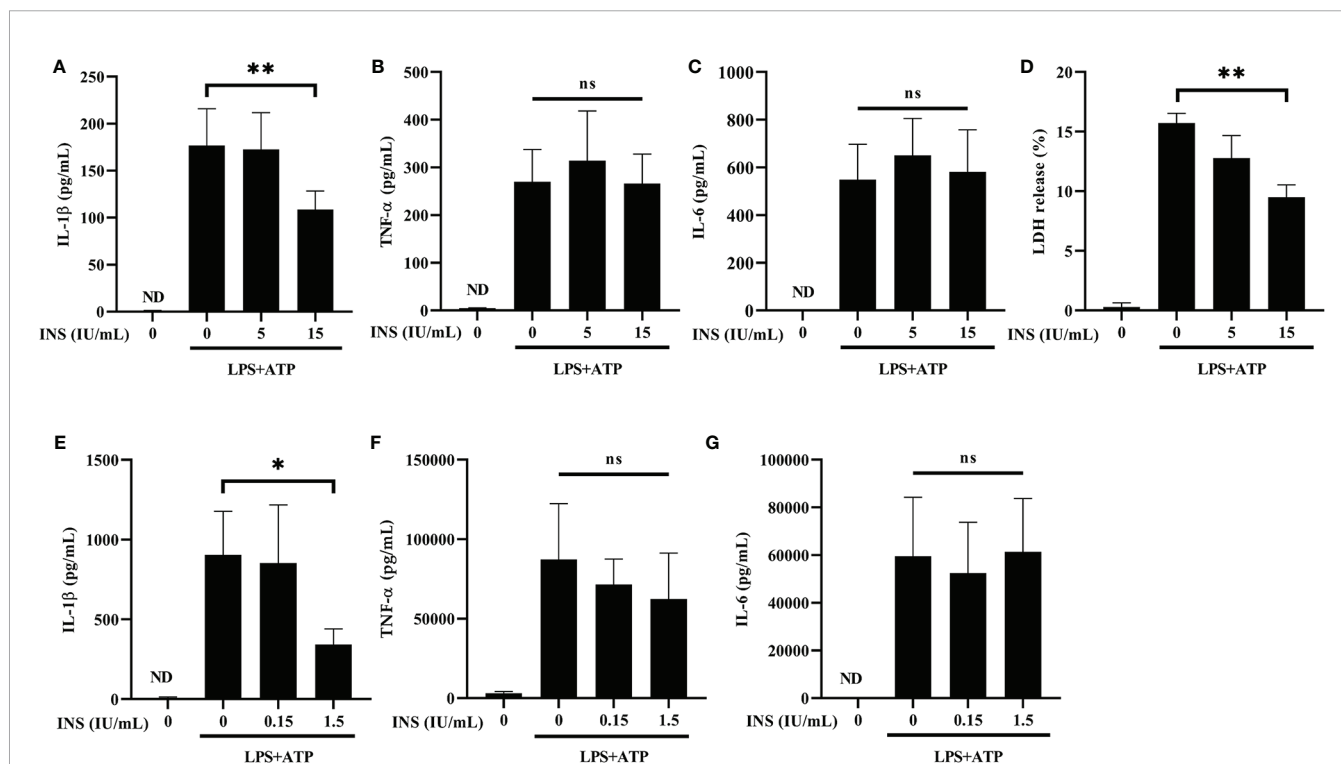 A
IL-1β (pg/mL)
250
200
150
100
50
0
**
ND
INS (IU/mL) 0 0 5 15
LPS+ATP
B
TNF-α (pg/mL)
500
400
300
200
100
0
ns
ND
INS (IU/mL) 0 0 5 15
LPS+ATP
C
IL-6 (pg/mL)
1000
800
600
400
200
0
ns
ND
INS (IU/mL) 0 0 5 15
LPS+ATP
D
LDH release (%)
20
15
10
5
0
**
INS (IU/mL) 0 0 5 15
LPS+ATP
E
IL-1β (pg/mL)
1500
1000
500
0
*
ND
INS (IU/mL) 0 0 0.15 1.5
LPS+ATP
F
TNF-α (pg/mL)
150000
100000
50000
0
ns
INS (IU/mL) 0 0 0.15 1.5
LPS+ATP
G
IL-6 (pg/mL)
100000
80000
60000
40000
20000
0
ns
ND
INS (IU/mL) 0 0 0.15 1.5
LPS+ATP